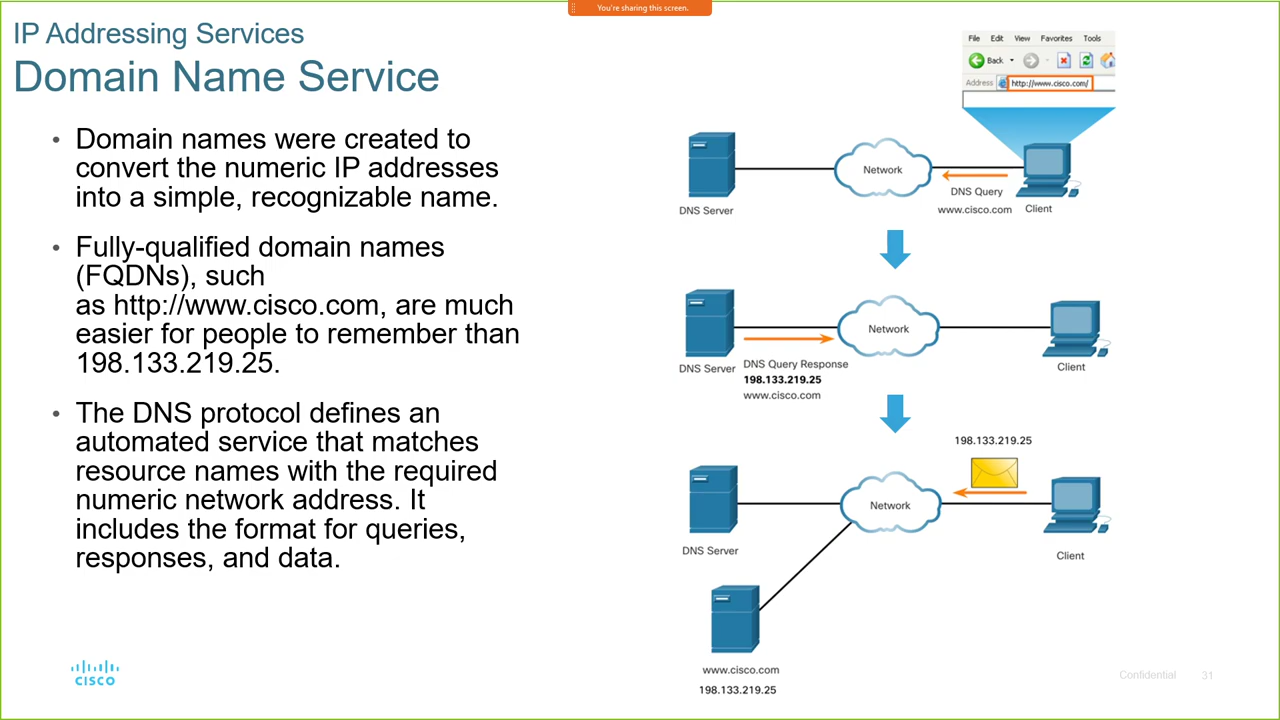 You're sharing this screen.
IP Addressing Services
Domain Name Service
• Domain names were created to
convert the numeric IP addresses
into a simple, recognizable name.
• Fully-qualified domain names
(FQDNs), such
as http://www.cisco.com, are much
easier for people to remember than
198.133.219.25.
• The DNS protocol defines an
automated service that matches
resource names with the required
numeric network address. It
includes the format for queries,
responses, and data.
File Edit View Favorites Tools
Back
Address http://www.cisco.com/
Network
DNS Query
www.cisco.com
DNS Server
Client
Network
DNS Server
DNS Query Response
198.133.219.25
www.cisco.com
Client
198.133.219.25
Network
DNS Server
Client
www.cisco.com
198.133.219.25
CISCO
Confidential 31